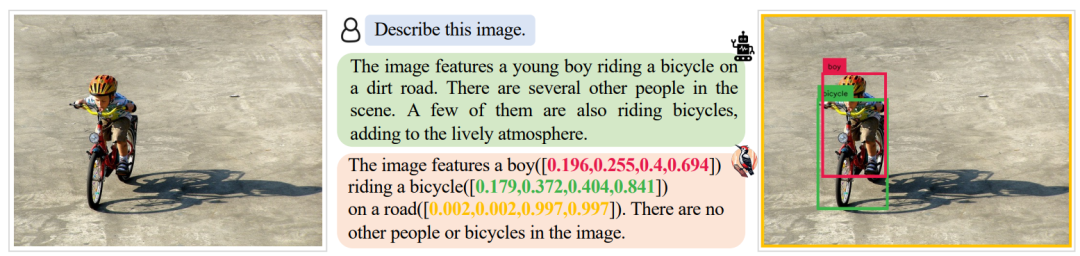 Describe this image.
The image features a young boy riding a bicycle on
a dirt road. There are several other people in the
scene. A few of them are also riding bicycles,
adding to the lively atmosphere.
The image features a boy([0.196,0.255,0.4,0.694])
riding a bicycle([0.179,0.372,0.404,0.841])
on a road([0.002,0.002,0.997,0.997]). There are no
other people or bicycles in the image.
boy
bicycle